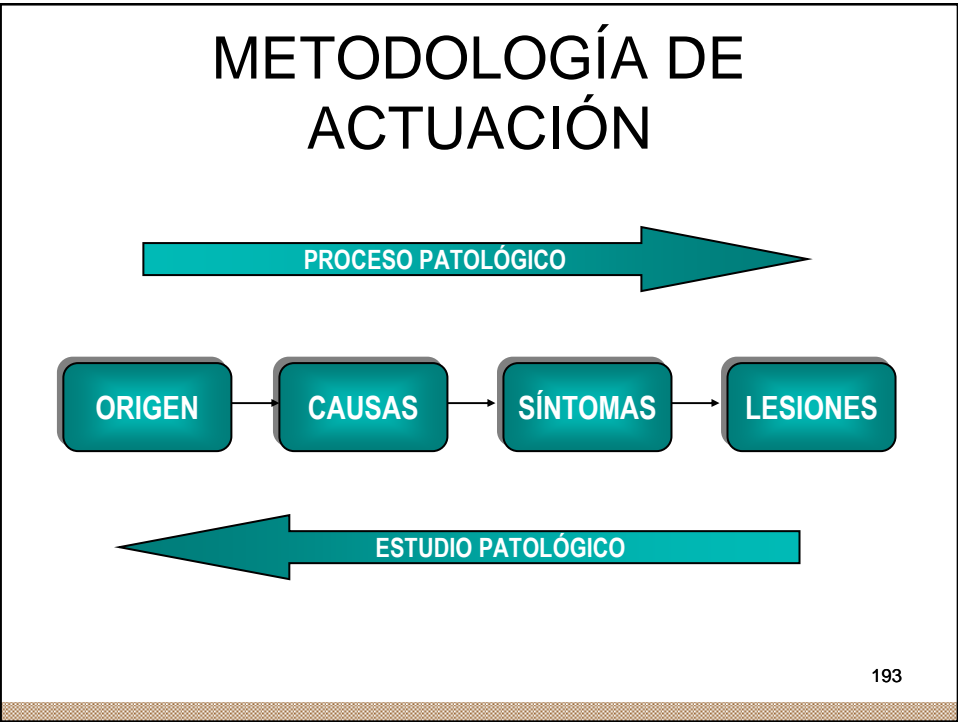 METODOLOGÍA DE
ACTUACIÓN
PROCESO PATOLÓGICO
ORIGEN
CAUSAS
SÍNTOMAS
LESIONES
ESTUDIO PATOLÓGICO
193